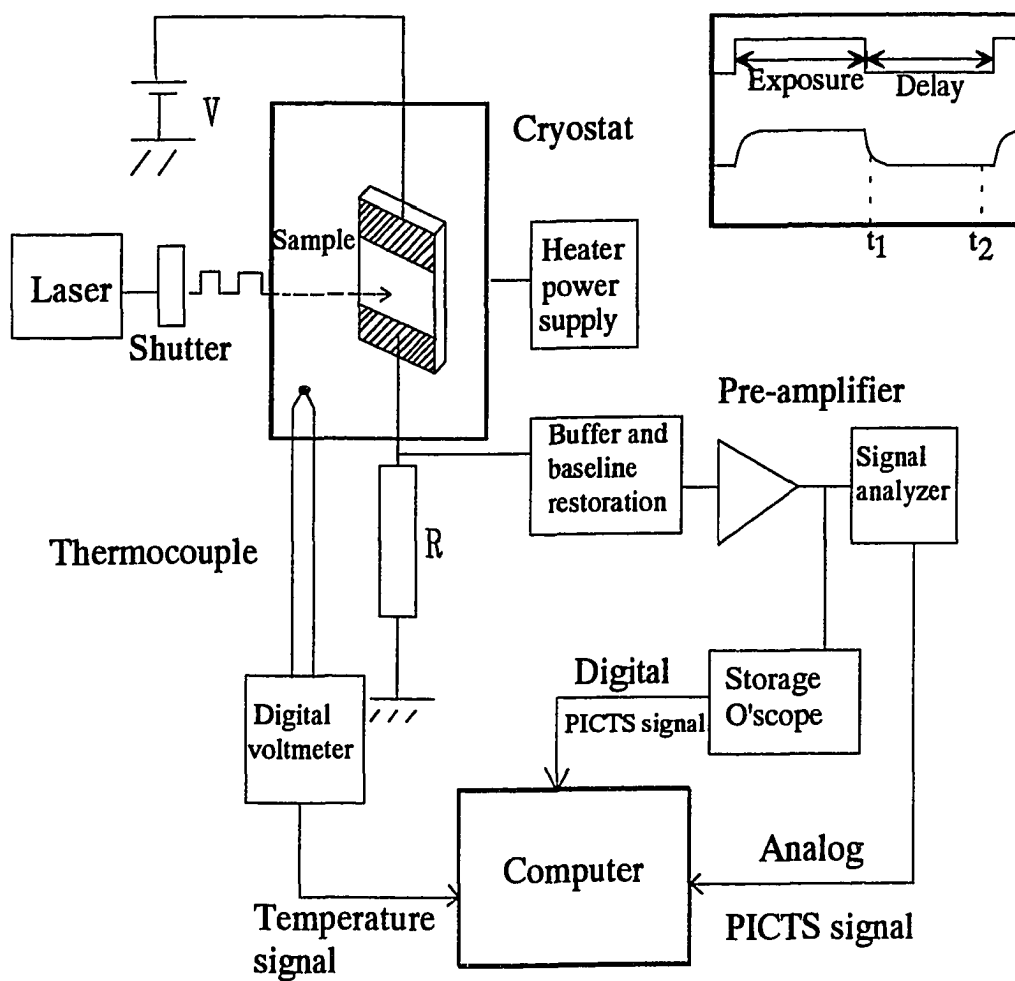 V
Cryostat
Exposure
Delay
t1
t2
Laser
Shutter
Sample
Heater
power
supply
Pre-amplifier
Buffer and
baseline
restoration
Signal
analyzer
Thermocouple
R
Digital
voltmeter
Digital
PICTS signal
Storage
O'scope
Computer
Analog
PICTS signal
Temperature
signal